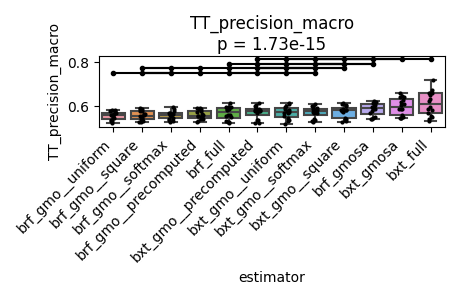 TT_precision_macro
p = 1.73e-15
TT_precision_macro
0.8
0.6
brf_gmo__uniform
brf_gmo__square
brf_gmo__softmax
brf_gmo__precomputed
brf_full
bxt_gmo__precomputed
bxt_gmo__uniform
bxt_gmo__softmax
bxt_gmo__square
brf_gmosa
bxt_gmosa
bxt_full
estimator